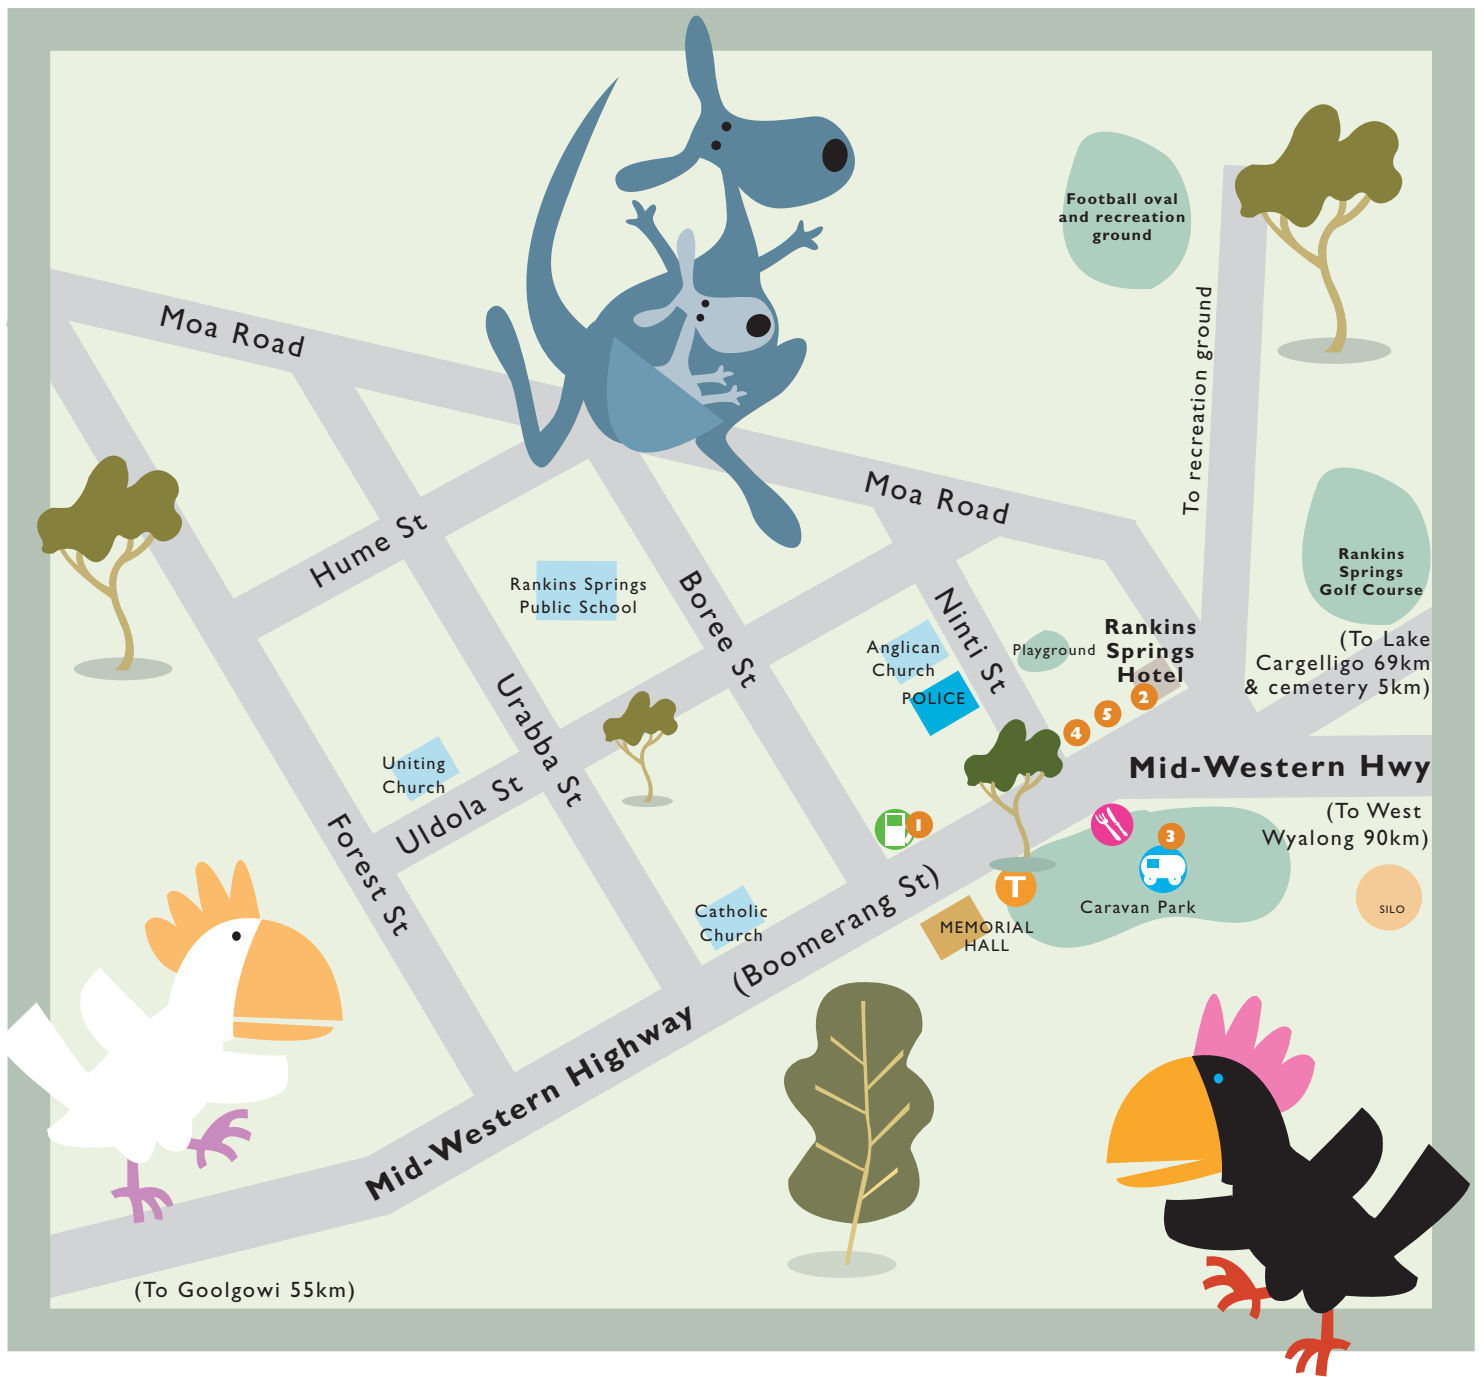 Football oval
and recreation
ground
Moa Road
To recreation ground
Moa Road
Hume St
Rankins Springs
Public School
Boree St
Ninti St
Rankins
Springs
Golf Course
Anglican
Church
POLICE
Playground
Rankins
Springs
Hotel
(To Lake
Cargelligo 69km
& cemetery 5km)
2
5
4
Urabba St
Uniting
Church
Uldola St
Forest St
Mid-Western Hwy
(To West
Wyalong 90km)
1
3
T
Caravan Park
SILO
Catholic
Church
MEMORIAL
HALL
(Boomerang St)
Mid-Western Highway
(To Goolgowi 55km)